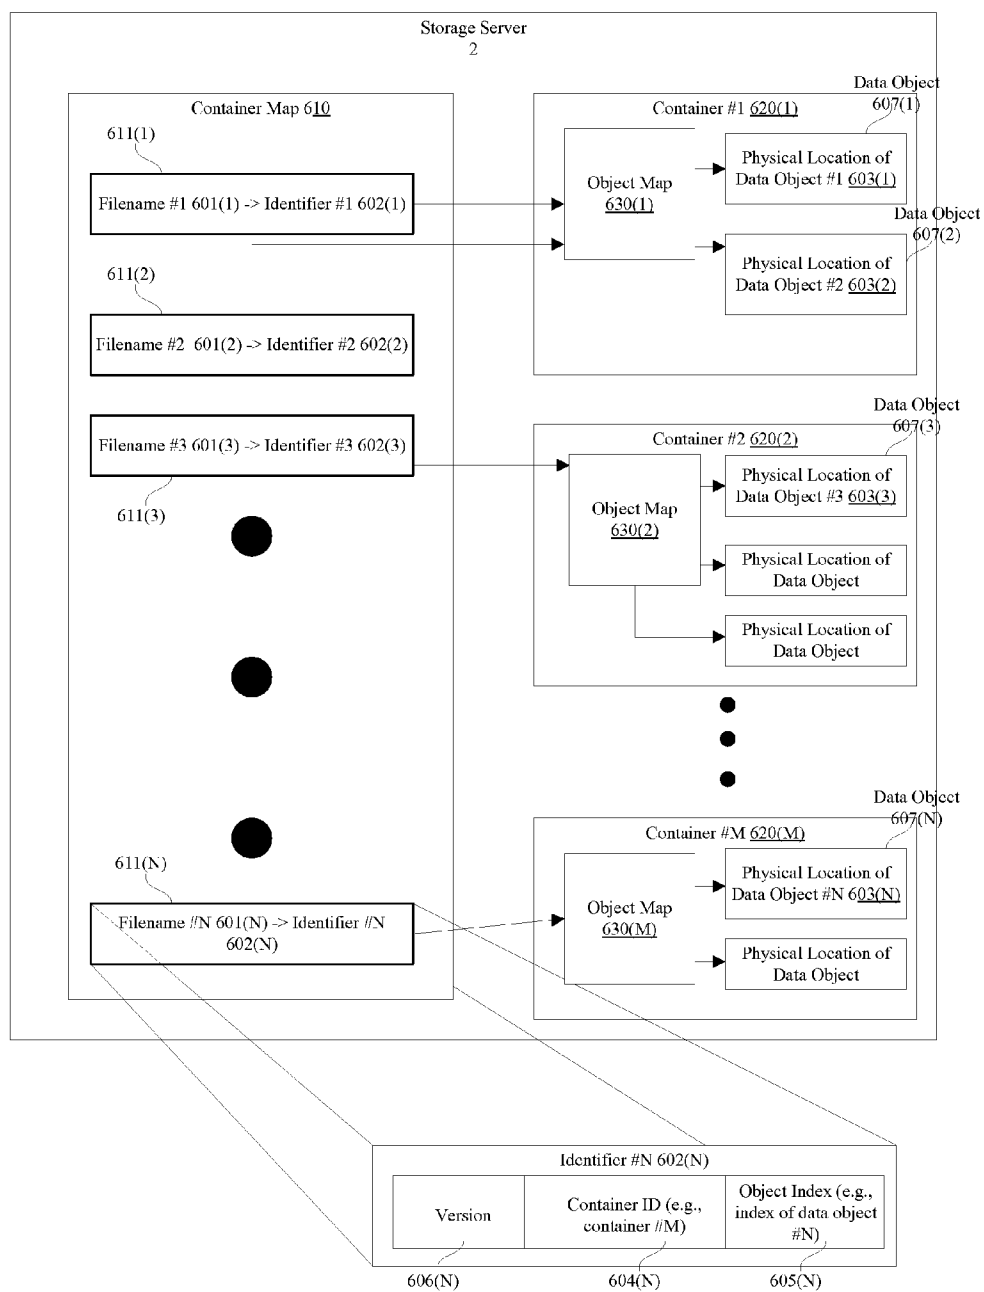 Storage Server
2
Container Map 610
611(1)
Filename #1 601(1) -> Identifier #1 602(1)
611(2)
Filename #2 601(2) -> Identifier #2 602(2)
Filename #3 601(3) -> Identifier #3 602(3)
611(3)
611(N)
Filename #N 601(N) -> Identifier #N
602(N)
Data Object
607(1)
Container #1 620(1)
Object Map
630(1)
Physical Location of
Data Object #1 603(1)
Data Object
607(2)
Physical Location of
Data Object #2 603(2)
Data Object
607(3)
Container #2 620(2)
Object Map
630(2)
Physical Location of
Data Object #3 603(3)
Physical Location of
Data Object
Physical Location of
Data Object
Data Object
607(N)
Container #M 620(M)
Object Map
630(M)
Physical Location of
Data Object #N 603(N)
Physical Location of
Data Object
Identifier #N 602(N)
Version
Container ID (e.g.,
container #M)
Object Index (e.g.,
index of data object
#N)
606(N)
604(N)
605(N)